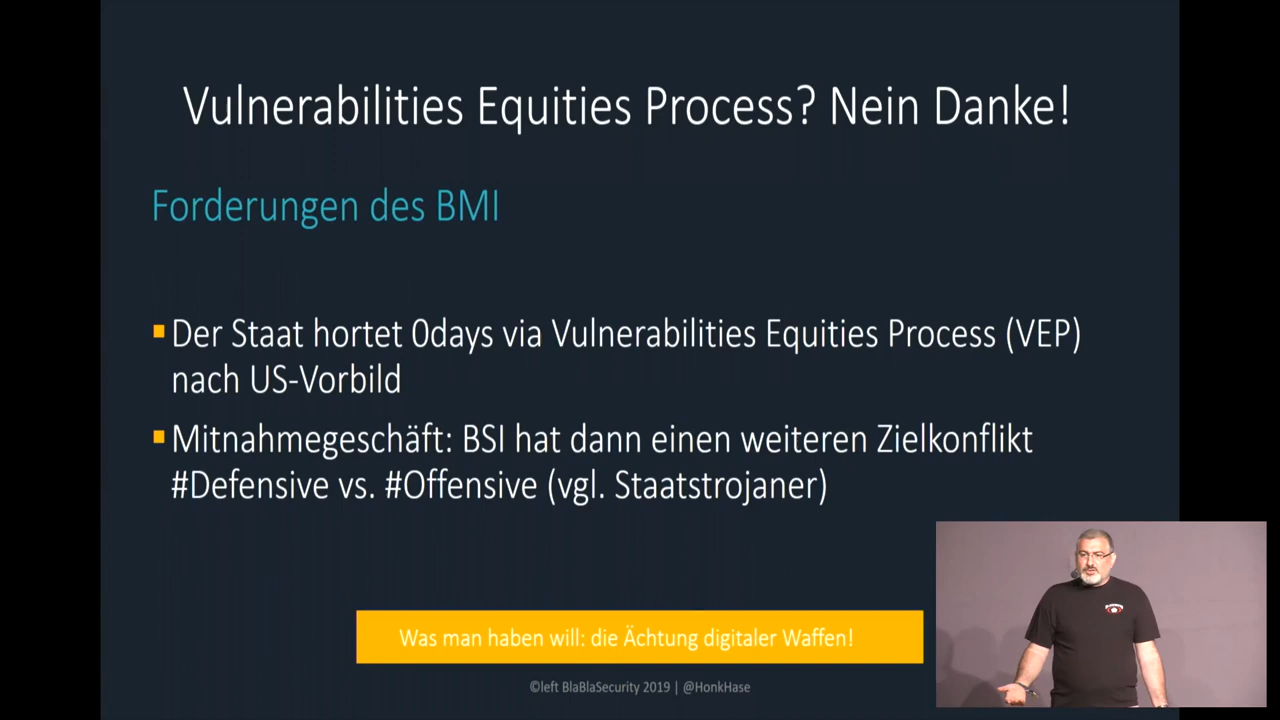 Vulnerabilities Equities Process? Nein Danke!
Forderungen des BMI
Der Staat hortet 0days via Vulnerabilities Equities Process (VEP)
nach US-Vorbild
Mitnahmegeschäft: BSI hat dann einen weiteren Zielkonflikt
#Defensive vs. #Offensive (vgl. Staatstrojaner)
Was man haben will: die Ächtung digitaler Waffen!
©left BlaBlaSecurity 2019 | @HonkHase